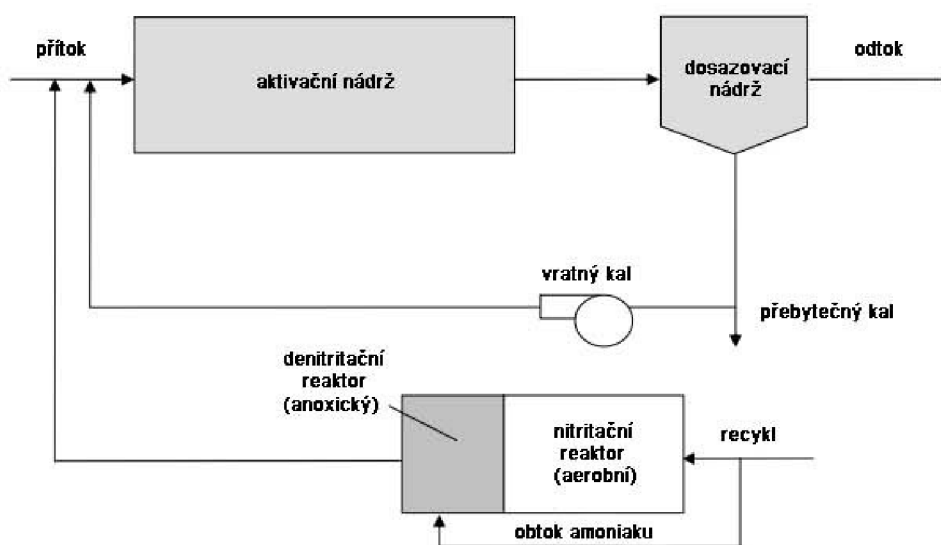 přítok
aktivační nádrž
dosazovací
nádrž
odtok
vratný kal
přebytečný kal
denitritační
reaktor
(anoxický)
nitritační
reaktor
(aerobní)
recykl
obtok amoniaku